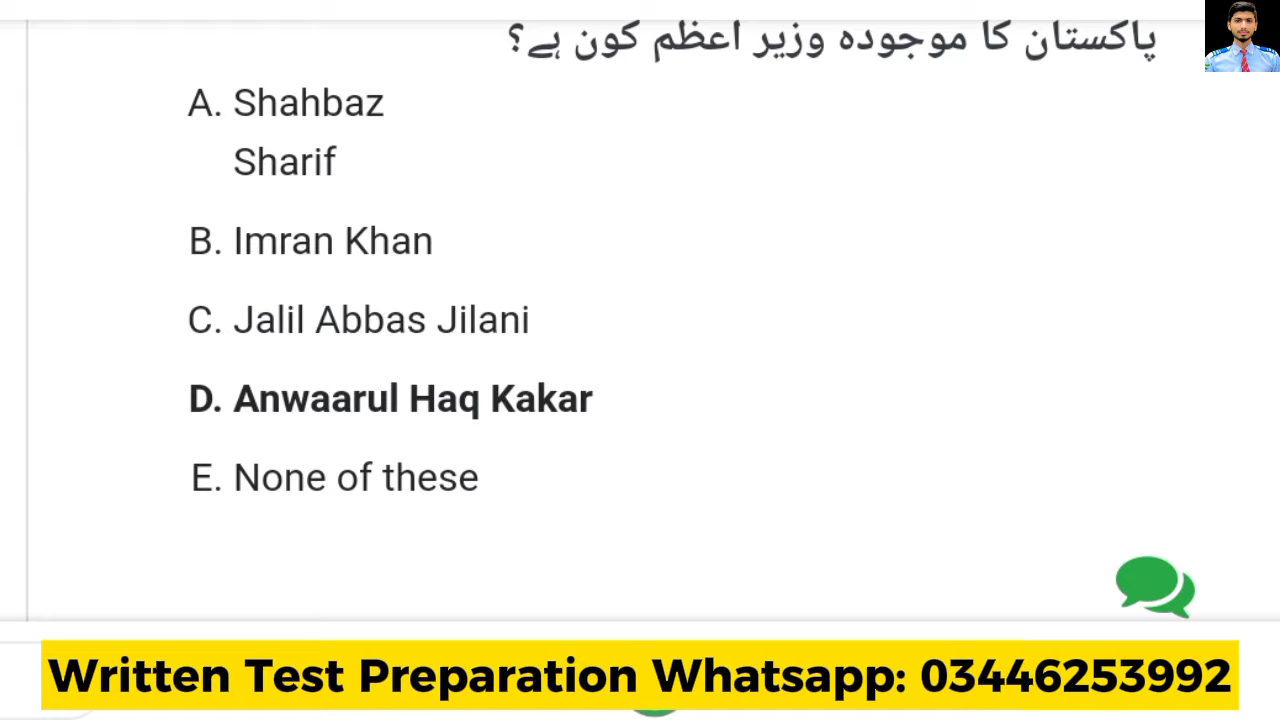 پاکستان کا موجودہ وزیر اعظم کون ہے؟
A. Shahbaz
Sharif
B. Imran Khan
C. Jalil Abbas Jilani
D. Anwaarul Haq Kakar
E. None of these
Written Test Preparation Whatsapp: 03446253992